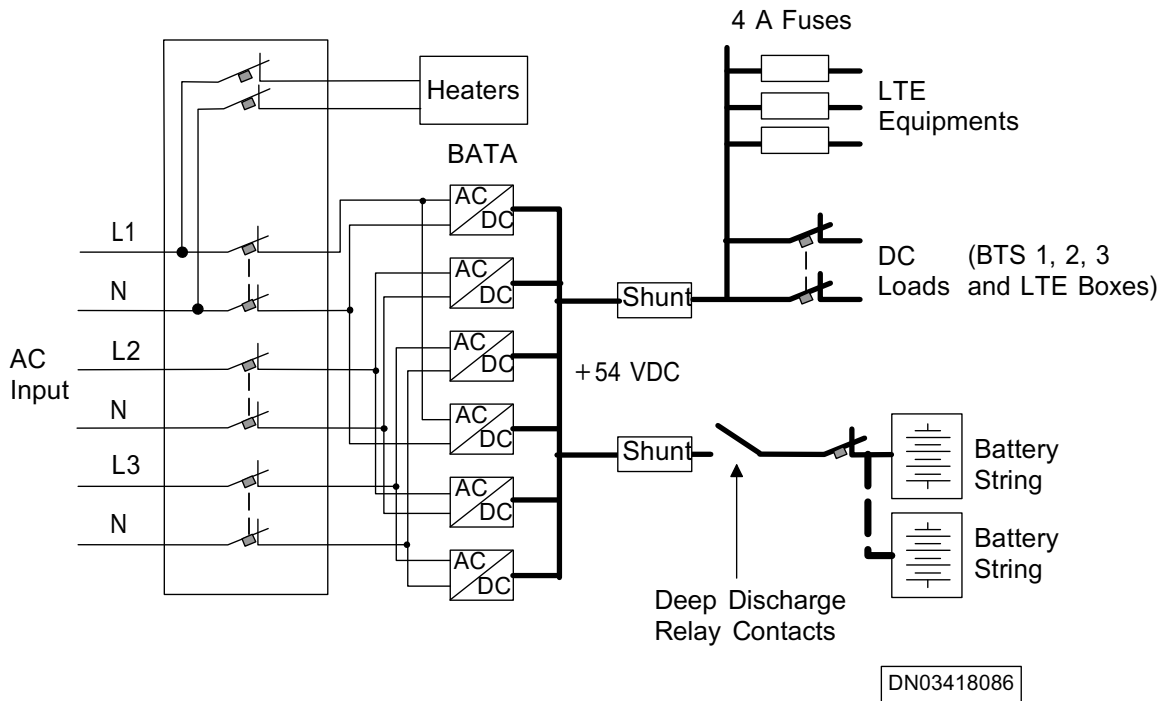 4 A Fuses
Heaters
LTE
Equipments
BATA
AC
DC
L1
DC (BTS 1, 2, 3
Loads and LTE Boxes)
N
AC
DC
Shunt
AC
Input
L2
AC
DC
+54 VDC
N
AC
DC
L3
Shunt
Battery
String
N
AC
DC
AC
DC
Battery
String
Deep Discharge
Relay Contacts
DN03418086